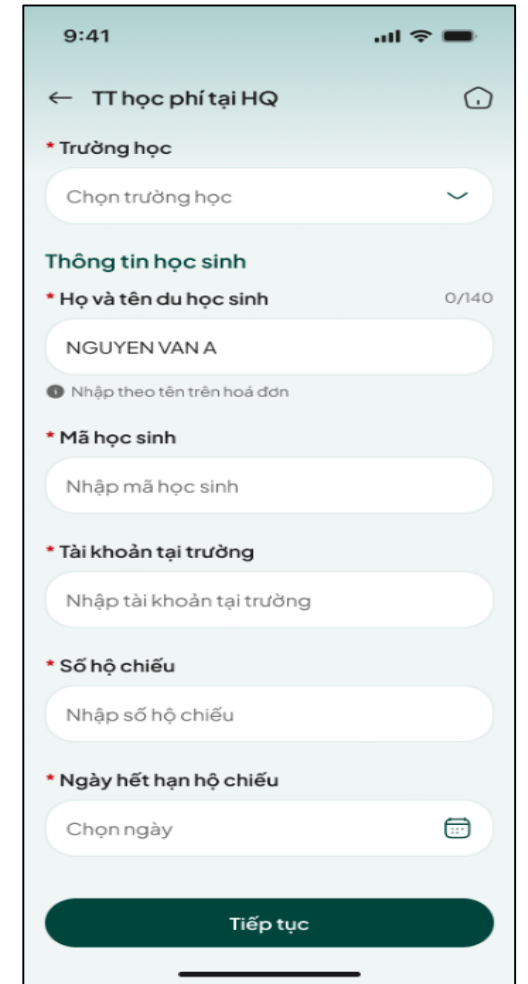 9:41
TT học phí tại HQ
* Trường học
Chọn trường học
Thông tin học sinh
* Họ và tên du học sinh 0/140
NGUYEN VAN A
Nhập theo tên trên hoá đơn
* Mã học sinh
Nhập mã học sinh
* Tài khoản tại trường
Nhập tài khoản tại trường
* Số hộ chiếu
Nhập số hộ chiếu
* Ngày hết hạn hộ chiếu
Chọn ngày
Tiếp tục